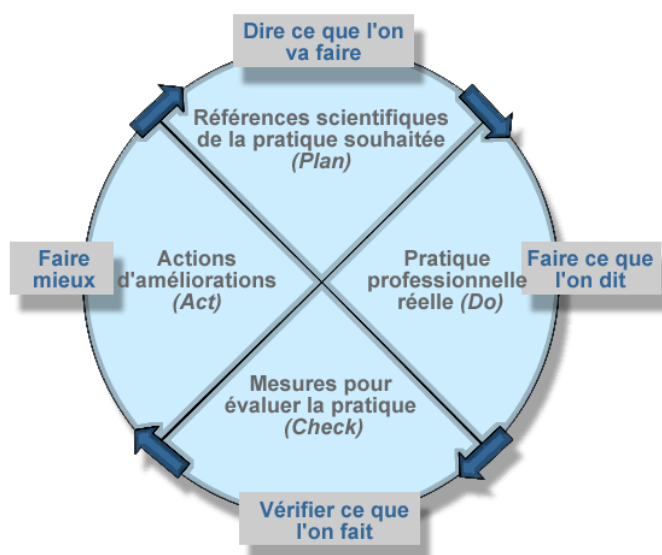 Dire ce que l'on
va faire
Références scientifiques
de la pratique souhaitée
(Plan)
Faire
mieux
Actions
d'améliorations
(Act)
Pratique
professionnelle
réelle (Do)
Faire ce que
l'on dit
Mesures pour
évaluer la pratique
(Check)
Vérifier ce que
l'on fait